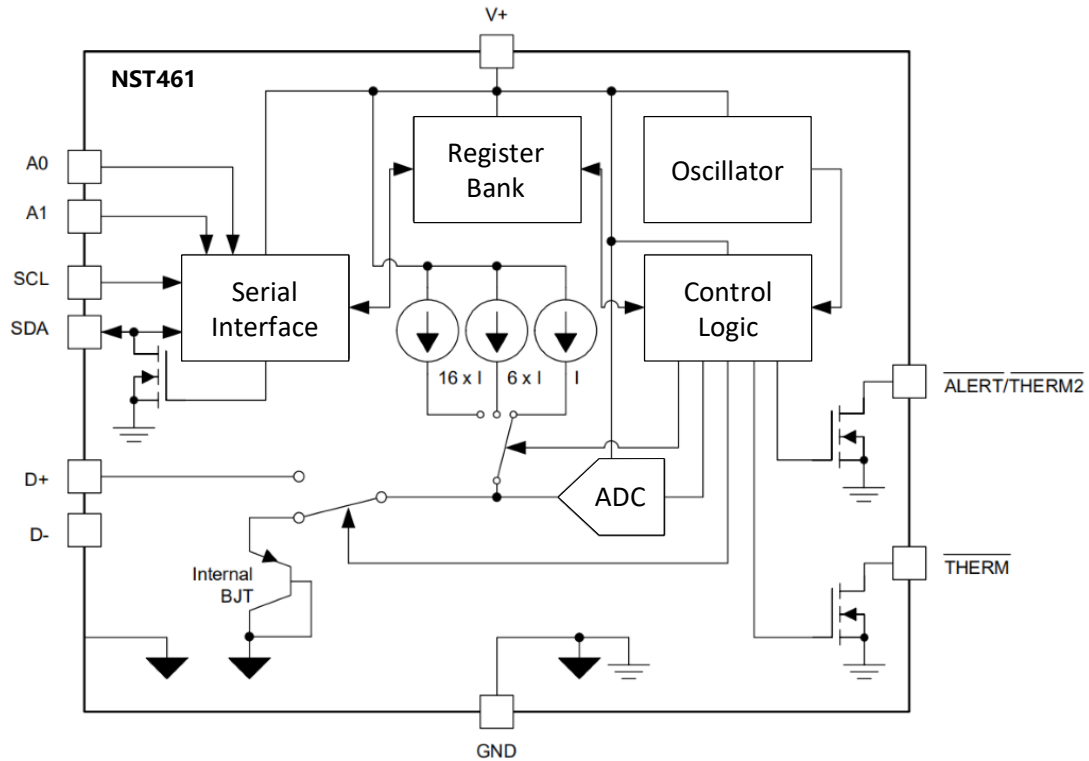 V+
NST461
A0
A1
SCL
SDA
D+
D-
Register
Bank
Oscillator
Serial
Interface
Control
Logic
16 x I
6 x I
I
ADC
ALERT/THERM2
THERM
Internal
BJT
GND